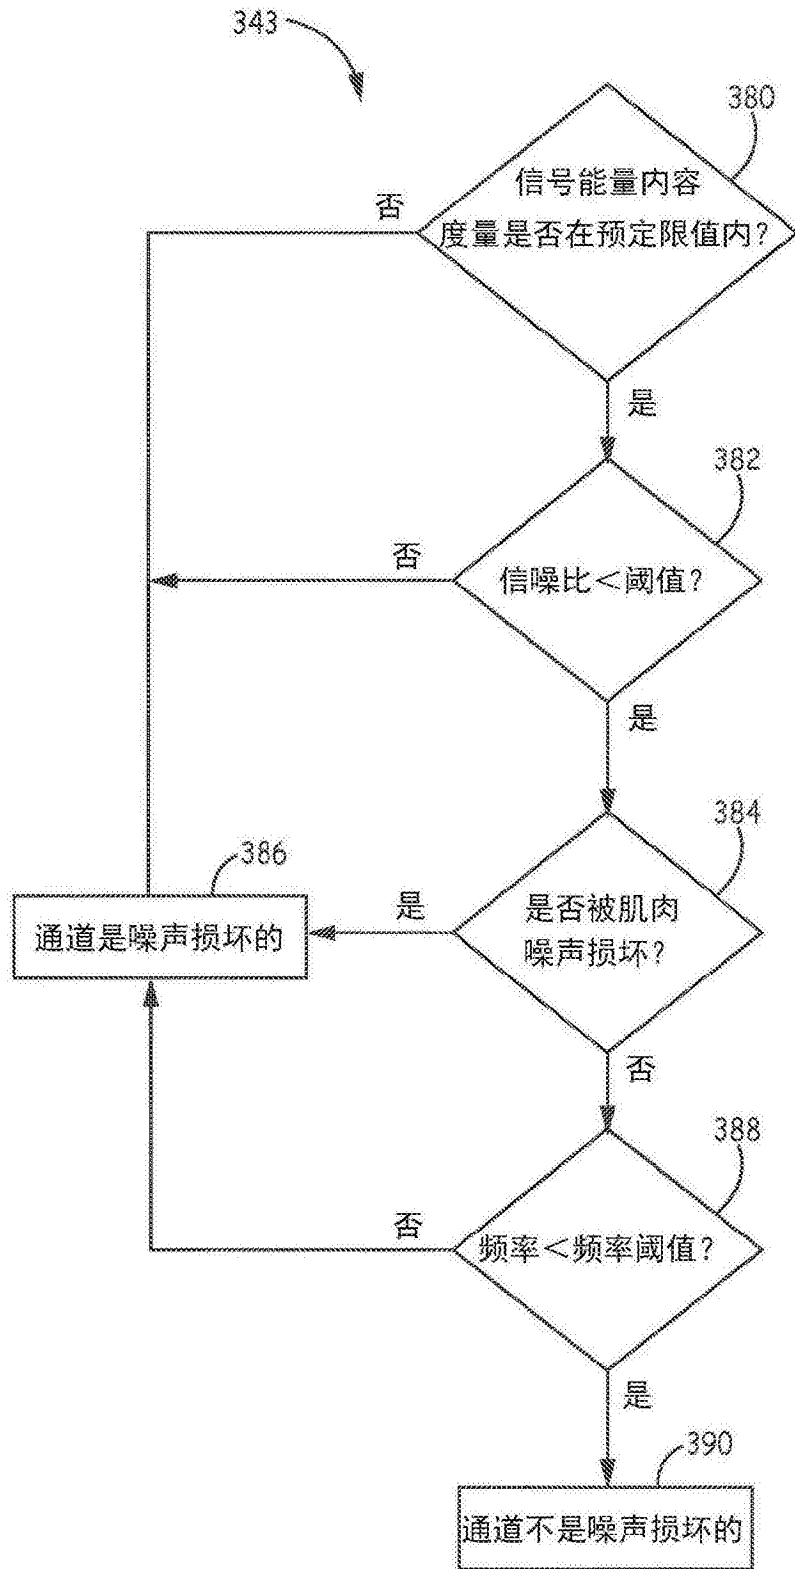 343
380
信号能量内容
度量是否在预定限值内？
否
是
382
信噪比＜阈值？
否
是
384
是否被肌肉
噪声损坏？
是
386
通道是噪声损坏的
否
388
频率＜频率阈值？
否
是
390
通道不是噪声损坏的